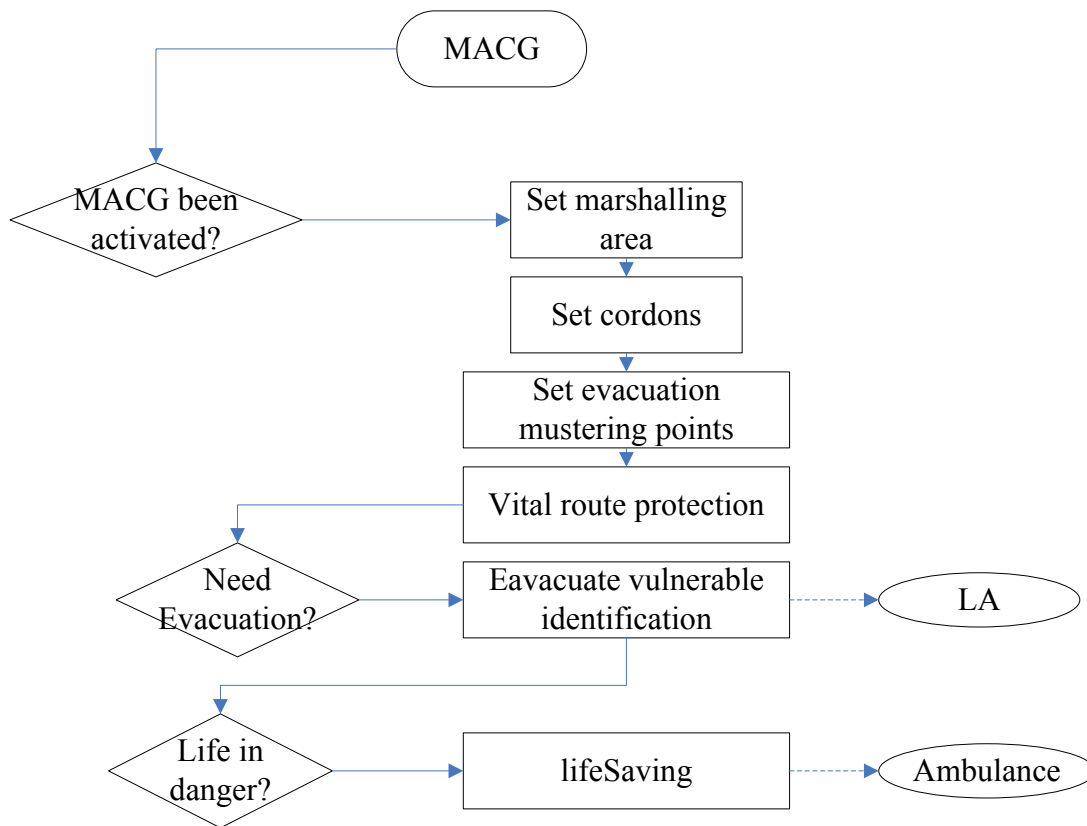 MACG
MACG been
activated?
Set marshalling
area
Set cordons
Set evacuation
mustering points
Vital route protection
Need
Evacuation?
Eavacuate vulnerable
identification
LA
Life in
danger?
lifeSaving
Ambulance